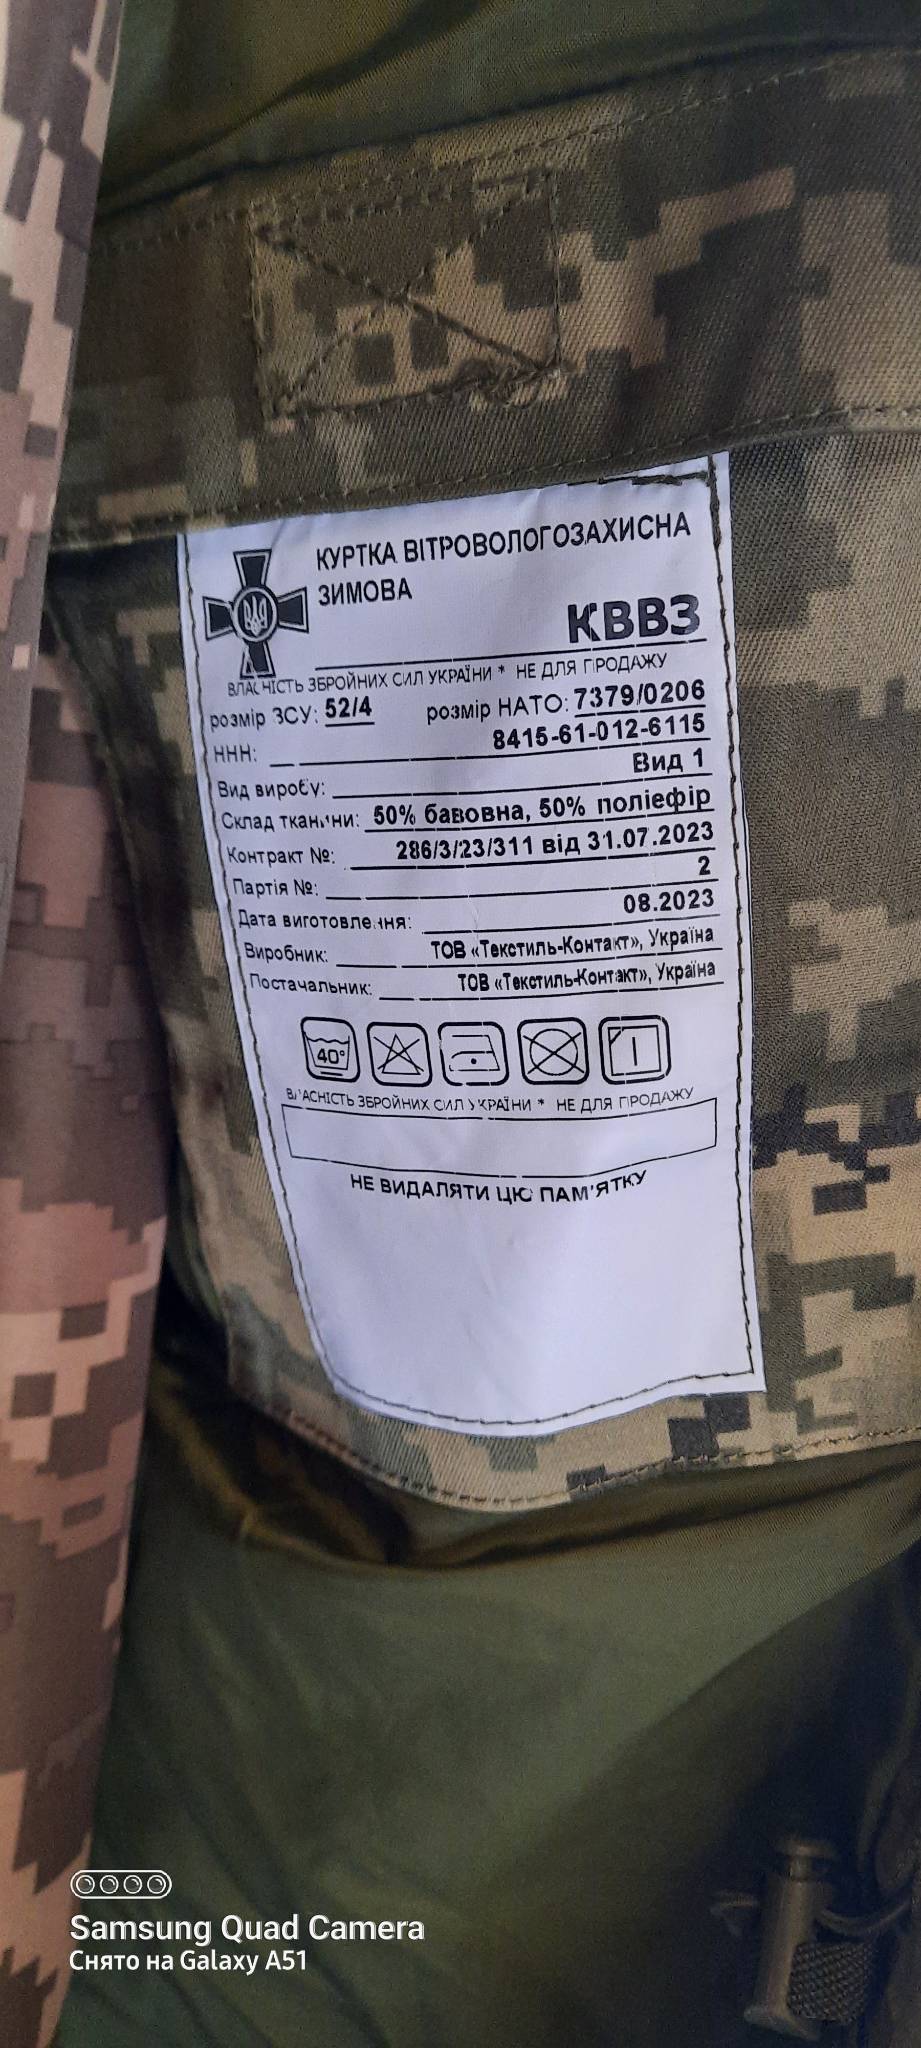 КУРТКА ВІТРОВОЛОГОЗАХИСНА
ЗИМОВА
КВВЗ
ВЛАСНІСТЬ ЗБРОЙНИХ СИЛ УКРАЇНИ * НЕ ДЛЯ ПРОДАЖУ
розмір ЗСУ: 52/4 розмір НАТО: 7379/0206
ННН: 8415-61-012-6115
Вид виробу: Вид 1
Склад тканини: 50% бавовна, 50% поліефір
Контракт №: 286/3/23/311 від 31.07.2023
Партія №: 2
Дата виготовлення: 08.2023
Виробник: ТОВ «Текстиль-Контакт», Україна
Постачальник: ТОВ «Текстиль-Контакт», Україна
40°
ВЛАСНІСТЬ ЗБРОЙНИХ СИЛ УКРАЇНИ * НЕ ДЛЯ ПРОДАЖУ
НЕ ВИДАЛЯТИ ЦЮ ПАМ'ЯТКУ
Samsung Quad Camera
Снято на Galaxy A51